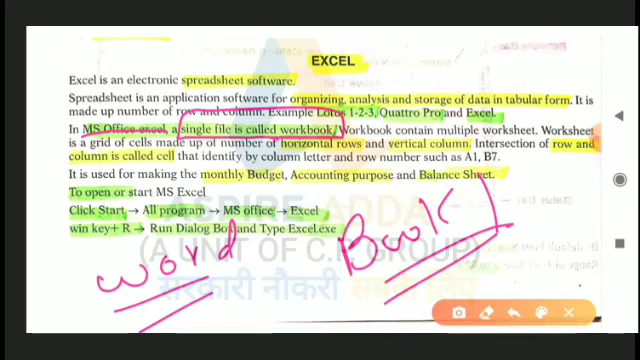 EXCEL
Excel is an electronic spreadsheet software.
Spreadsheet is an application software for organizing, analysis and storage of data in tabular form. It is
made up number of row and column. Example Lotus 1-2-3, Quattro Pro and Excel.
In MS Office excel, a single file is called workbook. Workbook contain multiple worksheet. Worksheet
is a grid of cells made up of number of horizontal rows and vertical column. Intersection of row and
column is called cell that identify by column letter and row number such as A1, B7.
It is used for making the monthly Budget, Accounting purpose and Balance Sheet.
To open or start MS Excel
Click Start → All program → MS office → Excel
win key+ R → Run Dialog Box and Type Excel.exe
ASPIRE ADDA
(A UNIT OF C.P. GROUP)
सरकारी नौकरी सबके लिए
word
Book1